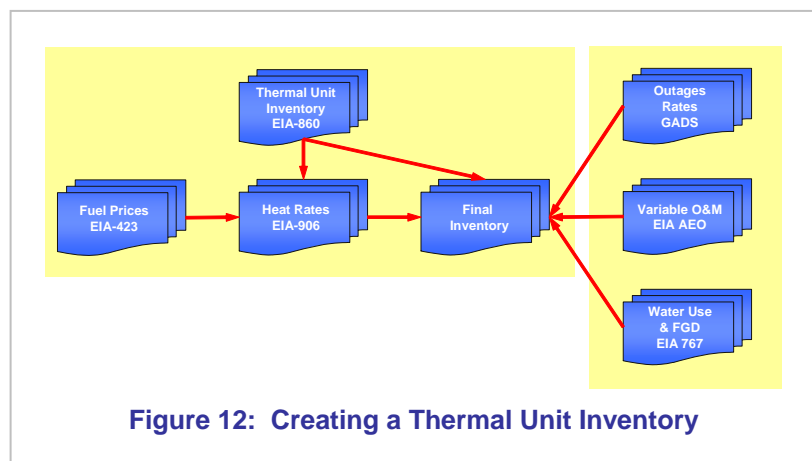 Thermal Unit
Inventory
EIA-860
Outages
Rates
GADS
Fuel Prices
EIA-423
Heat Rates
EIA-906
Final
Inventory
Variable O&M
EIA AEO
Water Use
& FGD
EIA 767
Figure 12: Creating a Thermal Unit Inventory